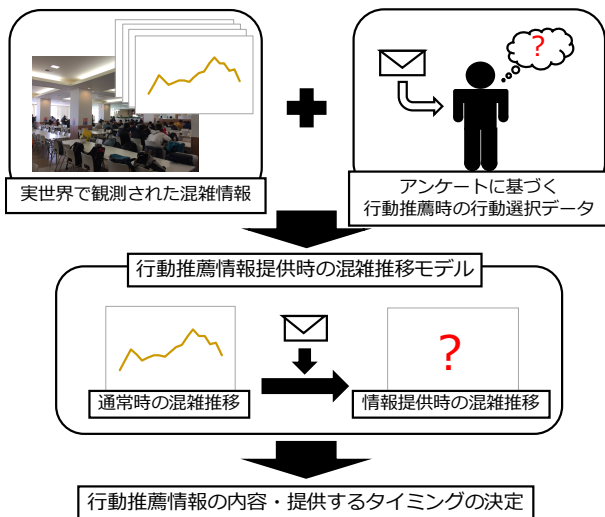 ?
実世界で観測された混雑情報
アンケートに基づく
行動推薦時の行動選択データ
行動推薦情報提供時の混雑推移モデル
?
通常時の混雑推移
情報提供時の混雑推移
行動推薦情報の内容・提供するタイミングの決定